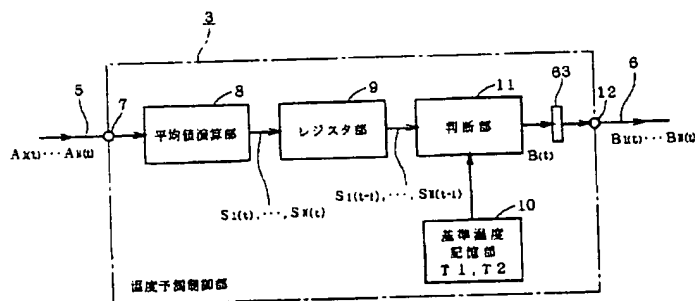 3
5
7
8
9
11
63
12
6
平均値演算部
レジスタ部
判断部
A1(t)···AN(t)
B(t)
B1(t)···BN(t)
S1(t),···,SN(t)
S1(t-1),···,SN(t-1)
10
基準温度
記憶部
T1,T2
温度予測制御部